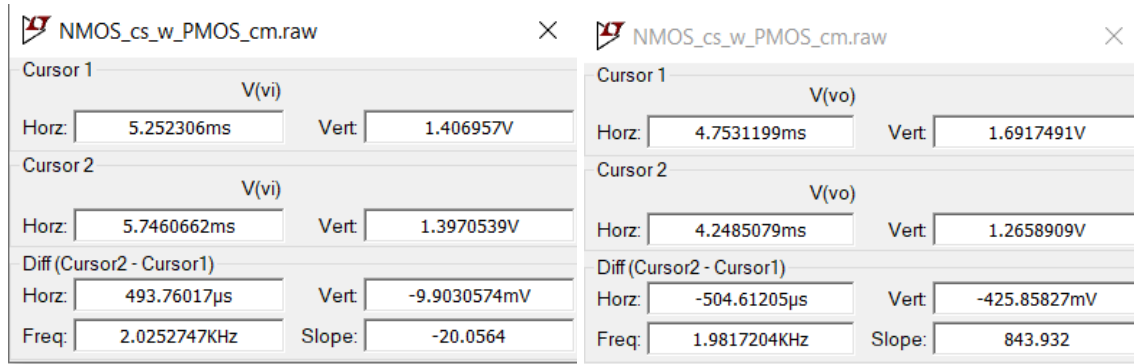 NMOS_cs_w_PMOS_cm.raw
Cursor 1
V(vi)
Horz: 5.252306ms Vert: 1.406957V
Cursor 2
V(vi)
Horz: 5.7460662ms Vert: 1.3970539V
Diff (Cursor2 - Cursor1)
Horz: 493.76017µs Vert: -9.9030574mV
Freq: 2.0252747KHz Slope: -20.0564
NMOS_cs_w_PMOS_cm.raw
Cursor 1
V(vo)
Horz: 4.7531199ms Vert: 1.6917491V
Cursor 2
V(vo)
Horz: 4.2485079ms Vert: 1.2658909V
Diff (Cursor2 - Cursor1)
Horz: -504.61205µs Vert: -425.85827mV
Freq: 1.9817204KHz Slope: 843.932